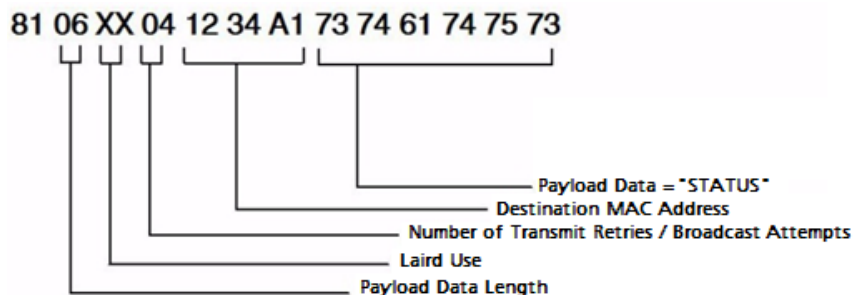 81 06 XX 04 12 34 A1 73 74 61 74 75 73
Payload Data = "STATUS"
Destination MAC Address
Number of Transmit Retries / Broadcast Attempts
Laird Use
Payload Data Length